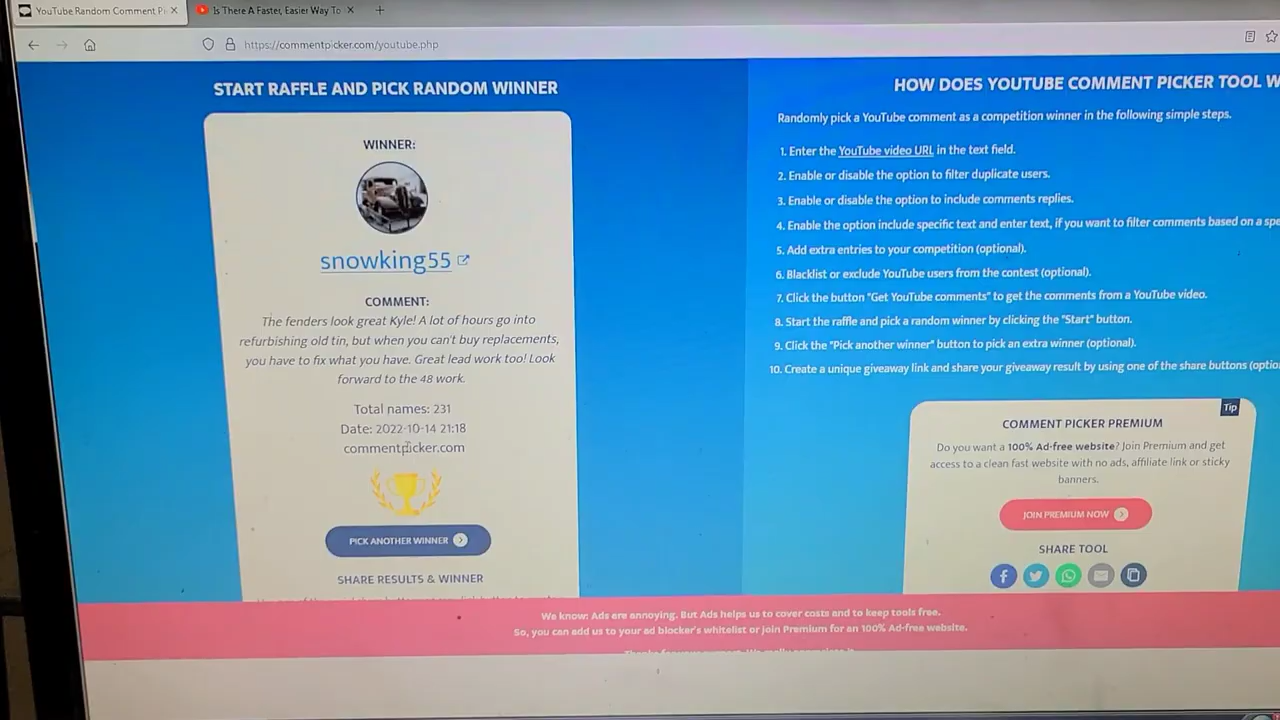 YouTube Random Comment Pi
Is There A Faster, Easier Way To
https://commentpicker.com/youtube.php
START RAFFLE AND PICK RANDOM WINNER
WINNER:
snowking55
COMMENT:
The fenders look great Kyle! A lot of hours go into
refurbishing old tin, but when you can't buy replacements,
you have to fix what you have. Great lead work too! Look
forward to the 48 work.
Total names: 231
Date: 2022-10-14 21:18
commentpicker.com
PICK ANOTHER WINNER
SHARE RESULTS & WINNER
HOW DOES YOUTUBE COMMENT PICKER TOOL W
Randomly pick a YouTube comment as a competition winner in the following simple steps.
1. Enter the YouTube video URL in the text field.
2. Enable or disable the option to filter duplicate users.
3. Enable or disable the option to include comments replies.
4. Enable the option include specific text and enter text, if you want to filter comments based on a spe
5. Add extra entries to your competition (optional).
6. Blacklist or exclude YouTube users from the contest (optional).
7. Click the button "Get YouTube comments" to get the comments from a YouTube video.
8. Start the raffle and pick a random winner by clicking the "Start" button.
9. Click the "Pick another winner" button to pick an extra winner (optional).
10. Create a unique giveaway link and share your giveaway result by using one of the share buttons (optio
Tip
COMMENT PICKER PREMIUM
Do you want a 100% Ad-free website? Join Premium and get
access to a clean fast website with no ads, affiliate link or sticky
banners.
JOIN PREMIUM NOW
SHARE TOOL
We know: Ads are annoying. But Ads helps us to cover costs and to keep tools free.
So, you can add us to your ad blocker's whitelist or join Premium for an 100% Ad-free website.